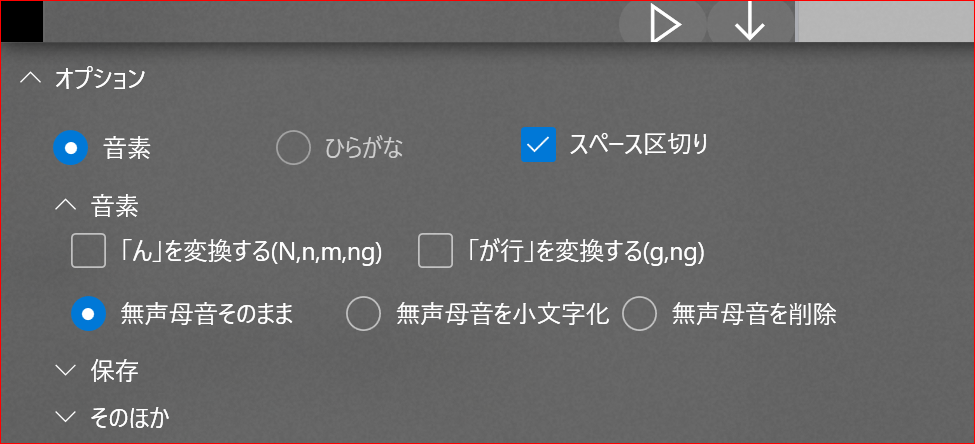 オプション
音素 ひらがな スペース区切り
音素
「ん」を変換する(N,n,m,ng) 「が行」を変換する(g,ng)
無声母音そのまま 無声母音を小文字化 無声母音を削除
保存
そのほか